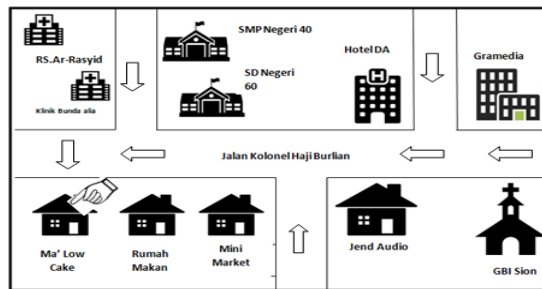 SMP Negeri 40
RS.Ar-Rasyid
Hotel DA
Gramedia
SD Negeri
60
Klinik Bunda alia
Jalan Kolonel Haji Burlian
Ma' Low
Cake
Rumah
Makan
Mini
Market
Jend Audio
GBI Sion
H